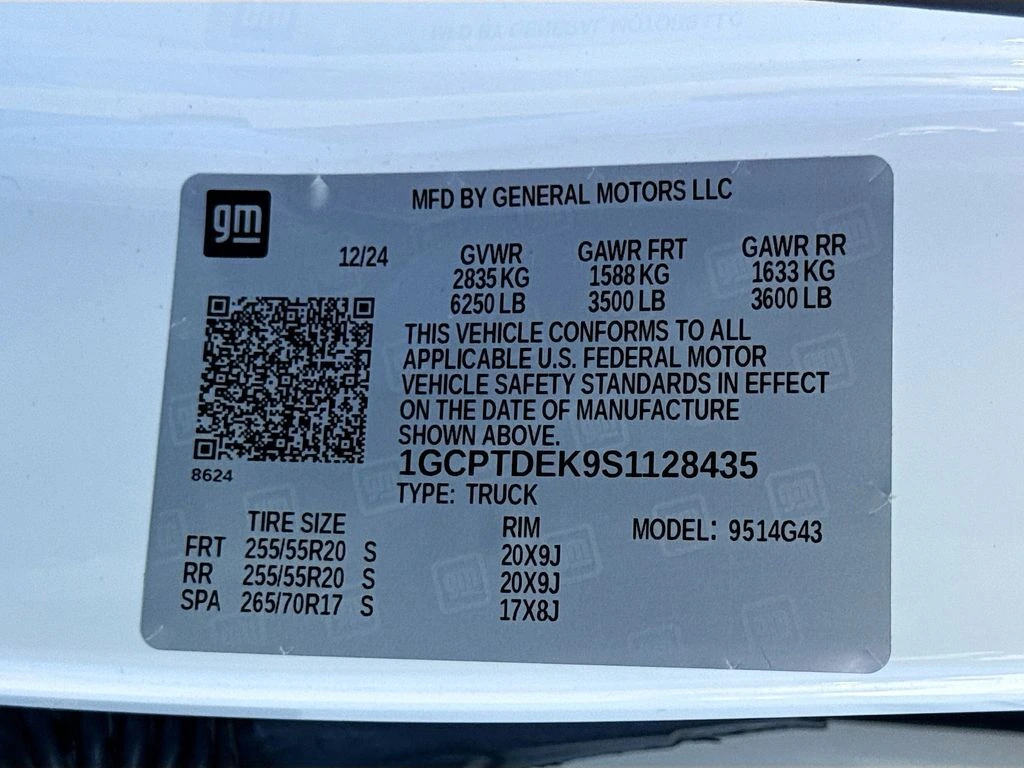 gm
MFD BY GENERAL MOTORS LLC
12/24 GVWR GAWR FRT GAWR RR
2835 KG 1588 KG 1633 KG
6250 LB 3500 LB 3600 LB
THIS VEHICLE CONFORMS TO ALL
APPLICABLE U.S. FEDERAL MOTOR
VEHICLE SAFETY STANDARDS IN EFFECT
ON THE DATE OF MANUFACTURE
SHOWN ABOVE.
8624
1GCPTDEK9S1128435
TYPE: TRUCK
TIRE SIZE RIM MODEL: 9514G43
FRT 255/55R20 S 20X9J
RR 255/55R20 S 20X9J
SPA 265/70R17 S 17X8J